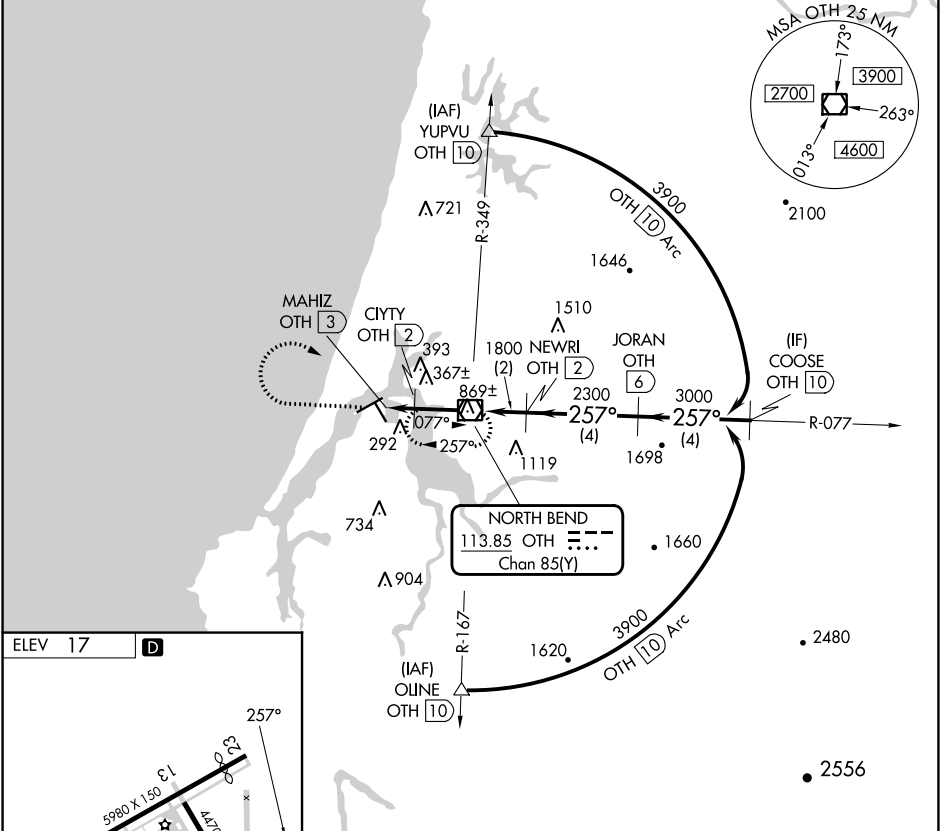 MSA OTH 25 NM
173°
3900
2700
263°
013°
4600
(IAF)
YUPVU
OTH 10
721
R-349
3900
OTH 10 Arc
2100
1646
MAHIZ
OTH 3
CIYTY
OTH 2
393
367±
1510
1800
(2)
NEWRI
OTH 2
JORAN
OTH
6
(IF)
COOSE
OTH 10
869±
2300
257°
(4)
3000
257°
(4)
R-077
077°
257°
292
1119
1698
734
NORTH BEND
113.85 OTH
Chan 85(Y)
1660
904
R-167
3900
OTH 10 Arc
1620
2480
(IAF)
OLINE
OTH 10
2556
ELEV 17 D
257°
23
13
5980 X 150